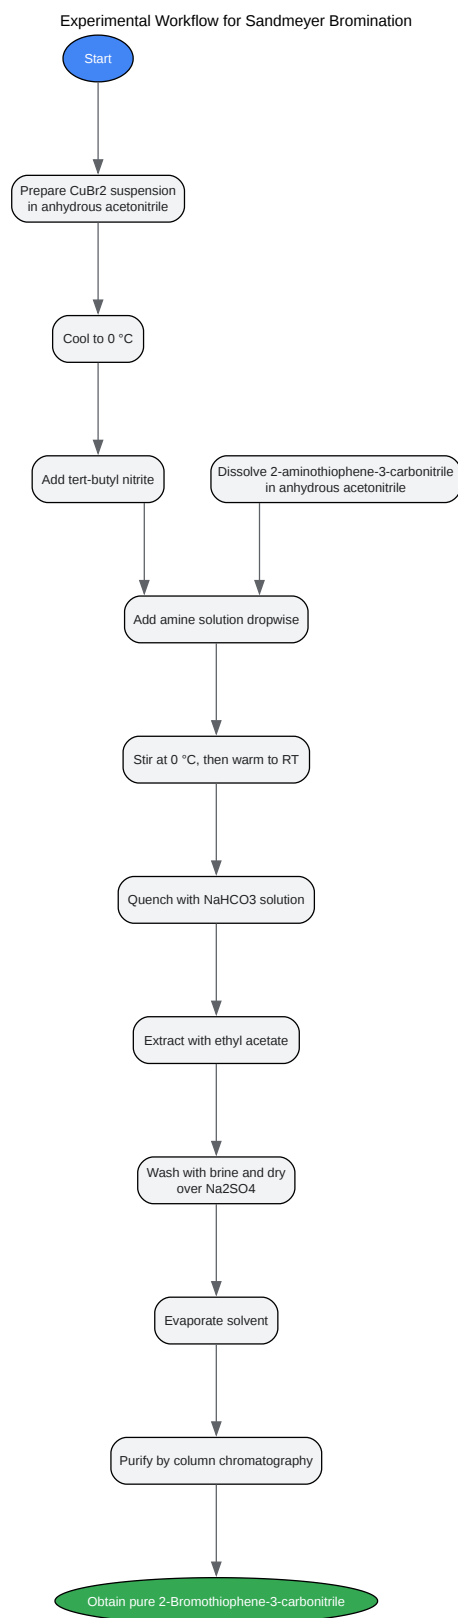 Experimental Workflow for Sandmeyer Bromination
Start
Prepare CuBr2 suspension
in anhydrous acetonitrile
Cool to 0 °C
Add tert-butyl nitrite
Dissolve 2-aminothiophene-3-carbonitrile
in anhydrous acetonitrile
Add amine solution dropwise
Stir at 0 °C, then warm to RT
Quench with NaHCO3 solution
Extract with ethyl acetate
Wash with brine and dry
over Na2SO4
Evaporate solvent
Purify by column chromatography
Obtain pure 2-Bromothiophene-3-carbonitrile